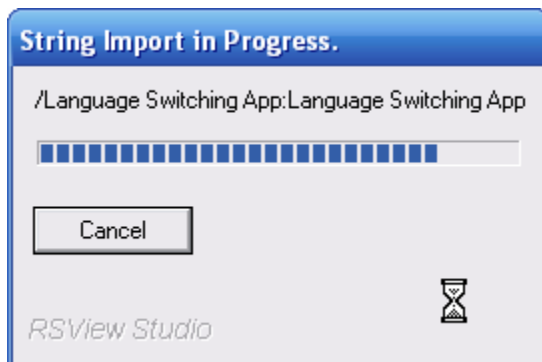 String Import in Progress.
/Language Switching App:Language Switching App
Cancel
RSView Studio